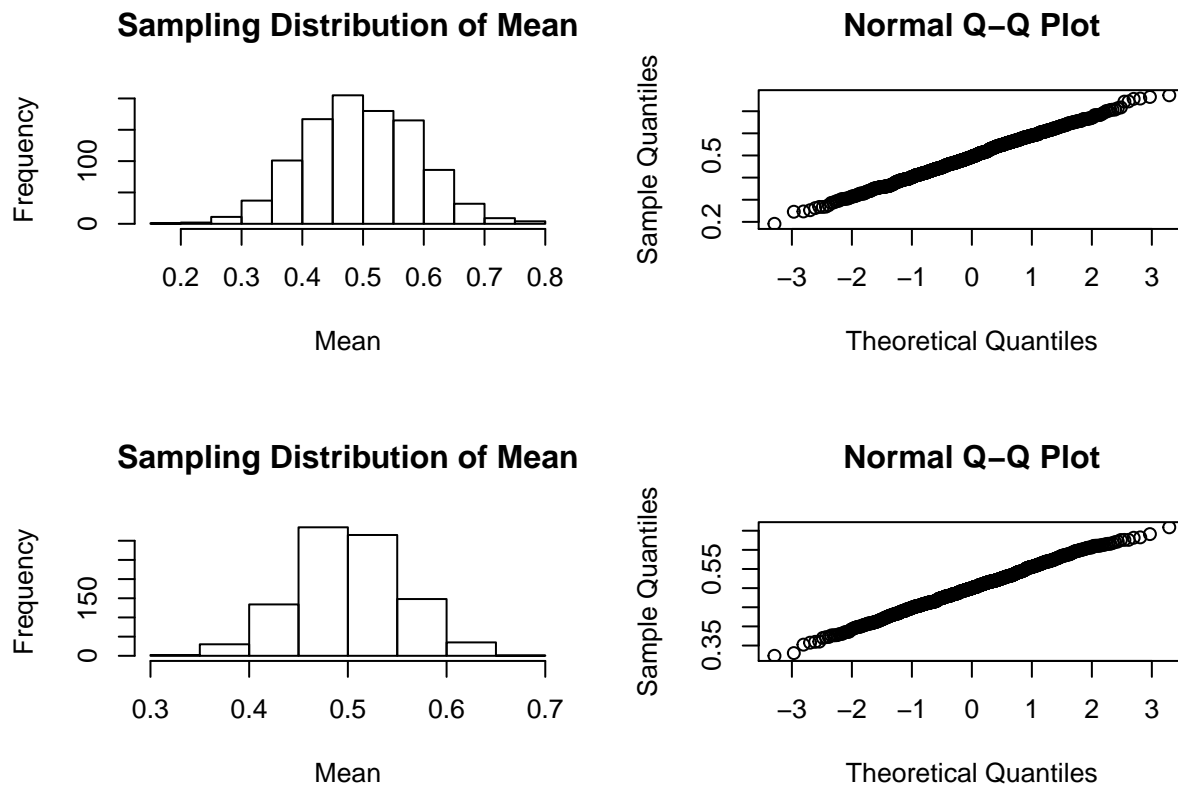 Sampling Distribution of Mean
Frequency
0 100
0.2 0.3 0.4 0.5 0.6 0.7 0.8
Mean
Normal Q−Q Plot
Sample Quantiles
0.2 0.5
−3 −2 −1 0 1 2 3
Theoretical Quantiles
Sampling Distribution of Mean
Frequency
0 150
0.3 0.4 0.5 0.6 0.7
Mean
Normal Q−Q Plot
Sample Quantiles
0.35 0.55
−3 −2 −1 0 1 2 3
Theoretical Quantiles